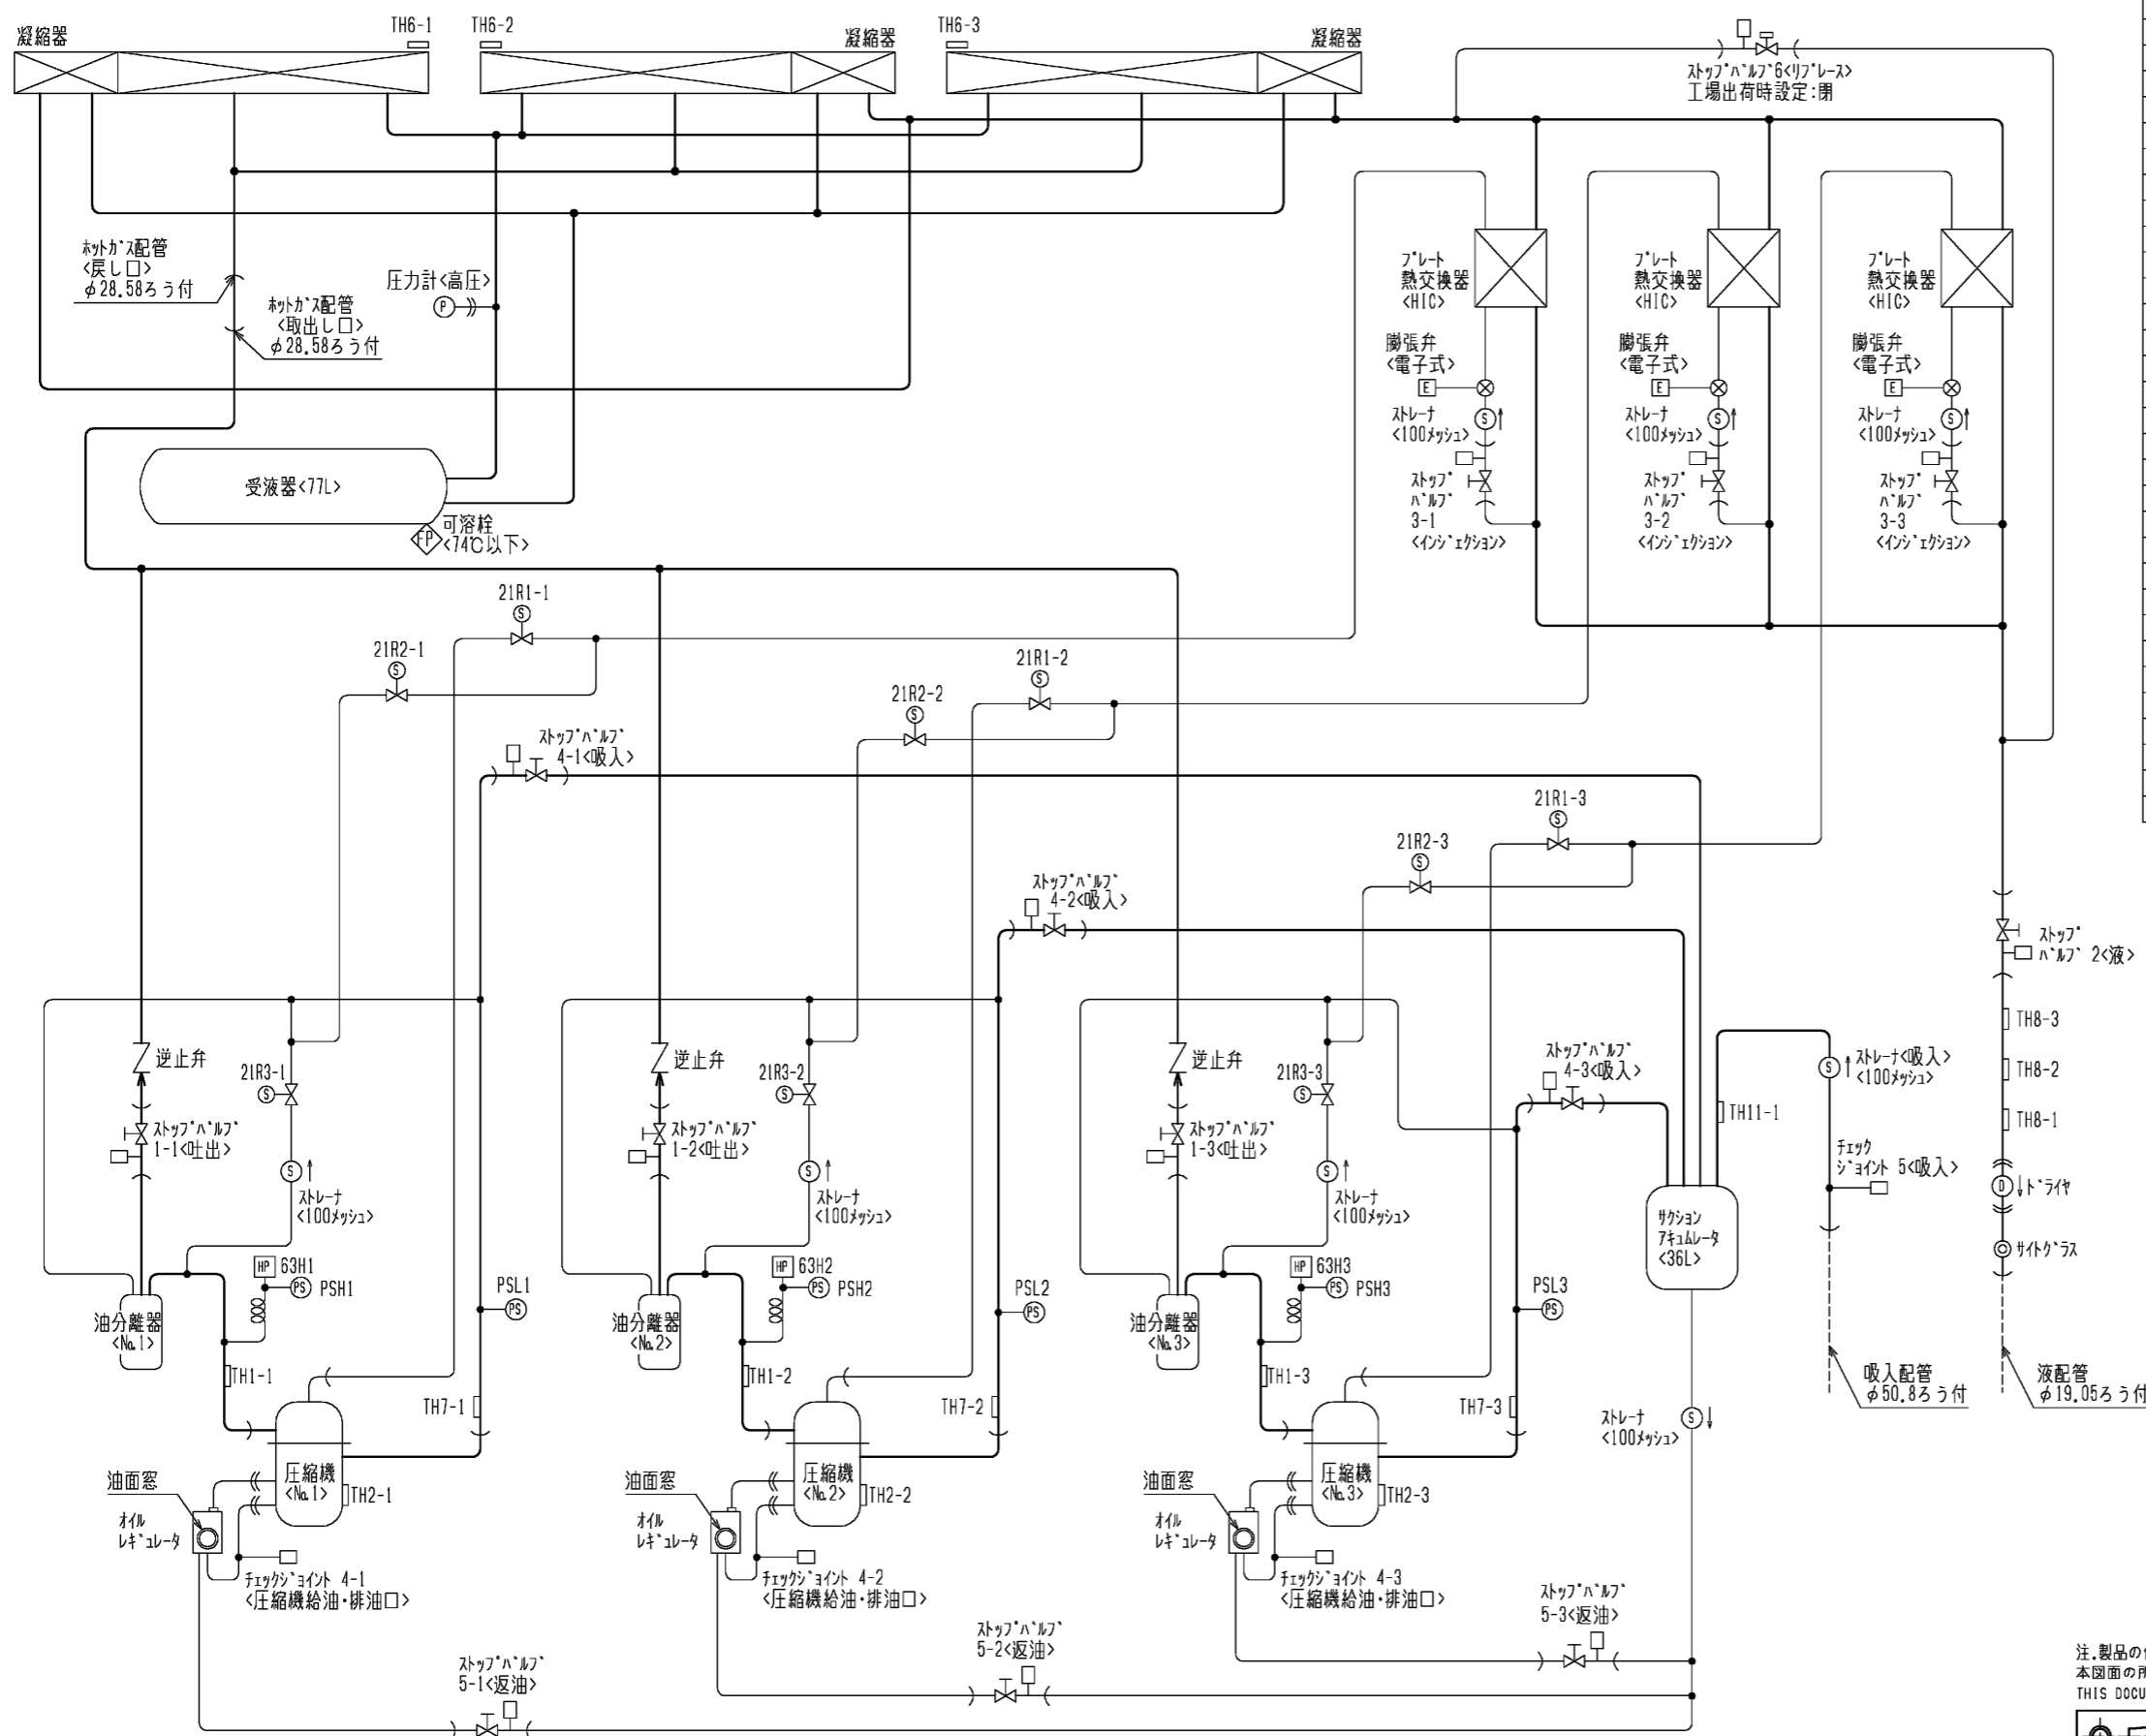 凝縮器
TH6-1
TH6-2
凝縮器
TH6-3
凝縮器
ストップバルブ6<リプレース>
工場出荷時設定:閉
ホットガス配管
<戻し口>
φ28.58ろう付
ホットガス配管
<取出し口>
φ28.58ろう付
圧力計<高圧>
P
プレート
熱交換器
<HIC>
プレート
熱交換器
<HIC>
プレート
熱交換器
<HIC>
膨張弁
<電子式>
E
膨張弁
<電子式>
E
膨張弁
<電子式>
E
ストレーナ
<100メッシュ>
S
ストレーナ
<100メッシュ>
S
ストレーナ
<100メッシュ>
S
ストップ
バルブ
3-1
<インジェクション>
ストップ
バルブ
3-2
<インジェクション>
ストップ
バルブ
3-3
<インジェクション>
受液器<77L>
FP
可溶栓
<74℃以下>
21R1-1
S
21R2-1
S
21R1-2
S
21R2-2
S
ストップバルブ
4-1<吸入>
21R1-3
S
21R2-3
S
ストップバルブ
4-2<吸入>
ストップ
バルブ 2<液>
TH8-3
TH8-2
TH8-1
逆止弁
21R3-1
S
ストップバルブ
1-1<吐出>
S
ストレーナ
<100メッシュ>
逆止弁
21R3-2
S
ストップバルブ
1-2<吐出>
S
ストレーナ
<100メッシュ>
逆止弁
21R3-3
S
ストップバルブ
1-3<吐出>
S
ストレーナ
<100メッシュ>
ストップバルブ
4-3<吸入>
TH11-1
S
ストレーナ<吸入>
<100メッシュ>
チェック
ジョイント 5<吸入>
D
ドライヤ
サイトグラス
サクション
アキュムレータ
<36L>
HP
63H1
PS
PSH1
PSL1
PS
HP
63H2
PS
PSH2
PSL2
PS
HP
63H3
PS
PSH3
PSL3
PS
油分離器
<No.1>
油分離器
<No.2>
油分離器
<No.3>
TH1-1
TH7-1
TH1-2
TH7-2
TH1-3
TH7-3
吸入配管
φ50.8ろう付
液配管
φ19.05ろう付
ストレーナ
<100メッシュ>
S
油面窓
圧縮機
<No.1>
TH2-1
オイル
レギュレータ
油面窓
圧縮機
<No.2>
TH2-2
オイル
レギュレータ
油面窓
圧縮機
<No.3>
TH2-3
オイル
レギュレータ
チェックジョイント 4-1
<圧縮機給油・排油口>
チェックジョイント 4-2
<圧縮機給油・排油口>
チェックジョイント 4-3
<圧縮機給油・排油口>
ストップバルブ
5-1<返油>
ストップバルブ
5-2<返油>
ストップバルブ
5-3<返油>
注.製品の
本図面の
THIS DOCU